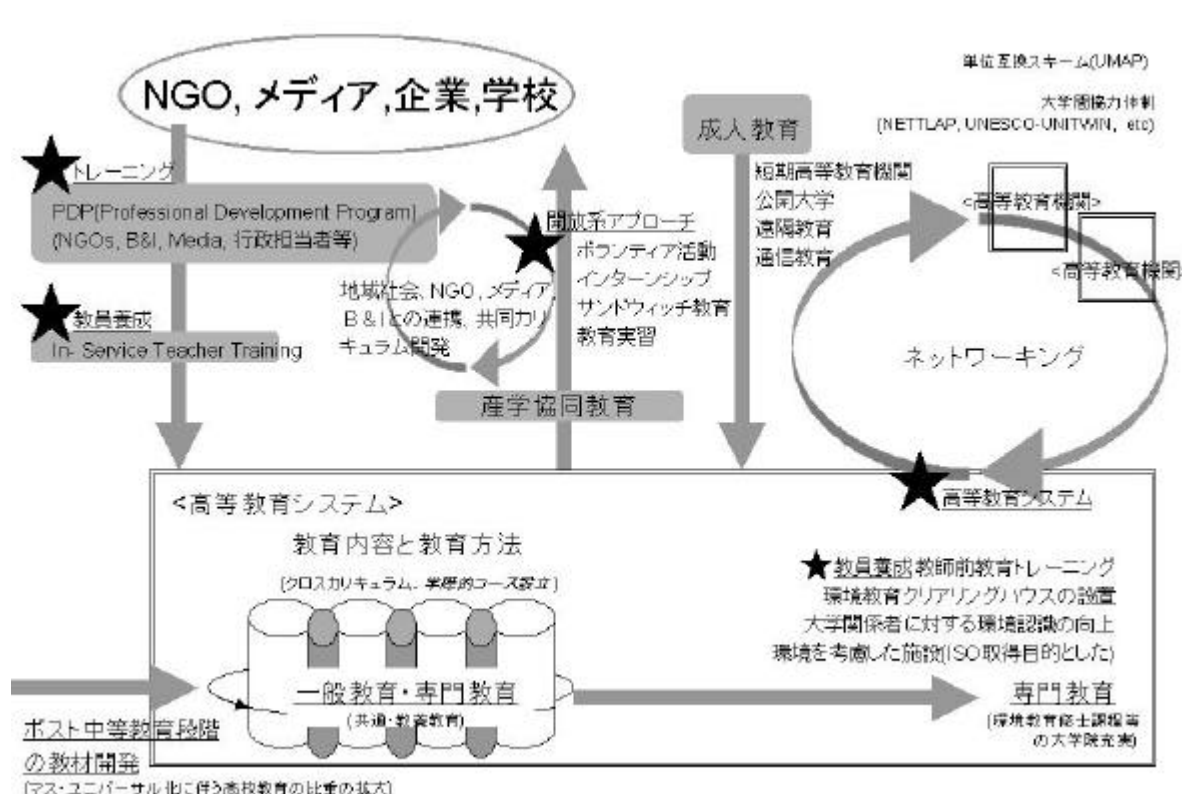 NGO, メディア,企業,学校
単位互換スキーム(UMAP)
大学間協力体制
(NETTLAP, UNESCO-UNITWIN, etc)
成人教育
短期高等教育機関
公開大学
遠隔教育
通信教育
トレーニング
PDP(Professional Development Program)
(NGOs, B&I, Media, 行政相当者等)
開放系アプローチ
ボランティア活動
インターンシップ
サンドウィッチ教育
教育実習
地域社会、NGO、メディア、
B&Iとの連携、共同カリ
キュラム開発
教員養成
In- Service Teacher Training
産学協同教育
<高等教育機関>
<高等教育機関
ネットワーキング
高等教育システム
<高等教育システム>
教育内容と教育方法
(クロスカリキュラム、学際的コース設立)
一般教育・専門教育
(共通・教養教育)
教員養成教師前教育トレーニング
環境教育クリアリングハウスの設置
大学関係者に対する環境認識の向上
環境を考慮した施設(ISO取得目的とした)
専門教育
(環境教育修士課程等
の大学院充実)
ポスト中等教育段階
の教材開発
(マス・ユニバーサル化に伴う高校教育の比重の拡大)